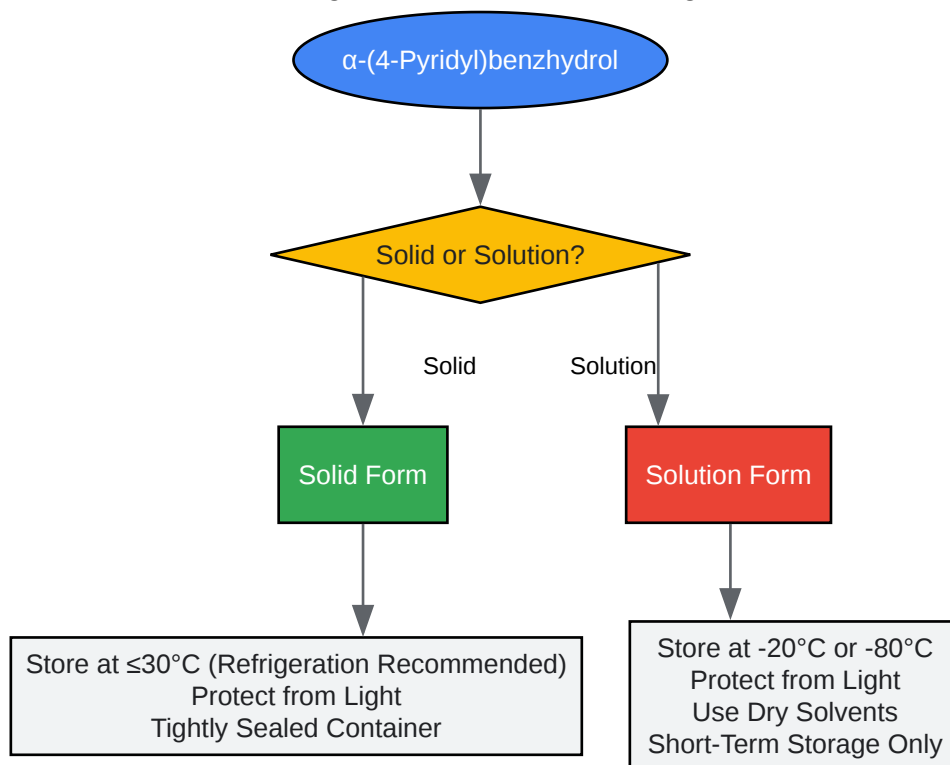 α-(4-Pyridyl)benzhydrol
Solid or Solution?
Solid
Solution
Solid Form
Solution Form
Store at ≤30°C (Refrigeration Recommended)
Protect from Light
Tightly Sealed Container
Store at -20°C or -80°C
Protect from Light
Use Dry Solvents
Short-Term Storage Only